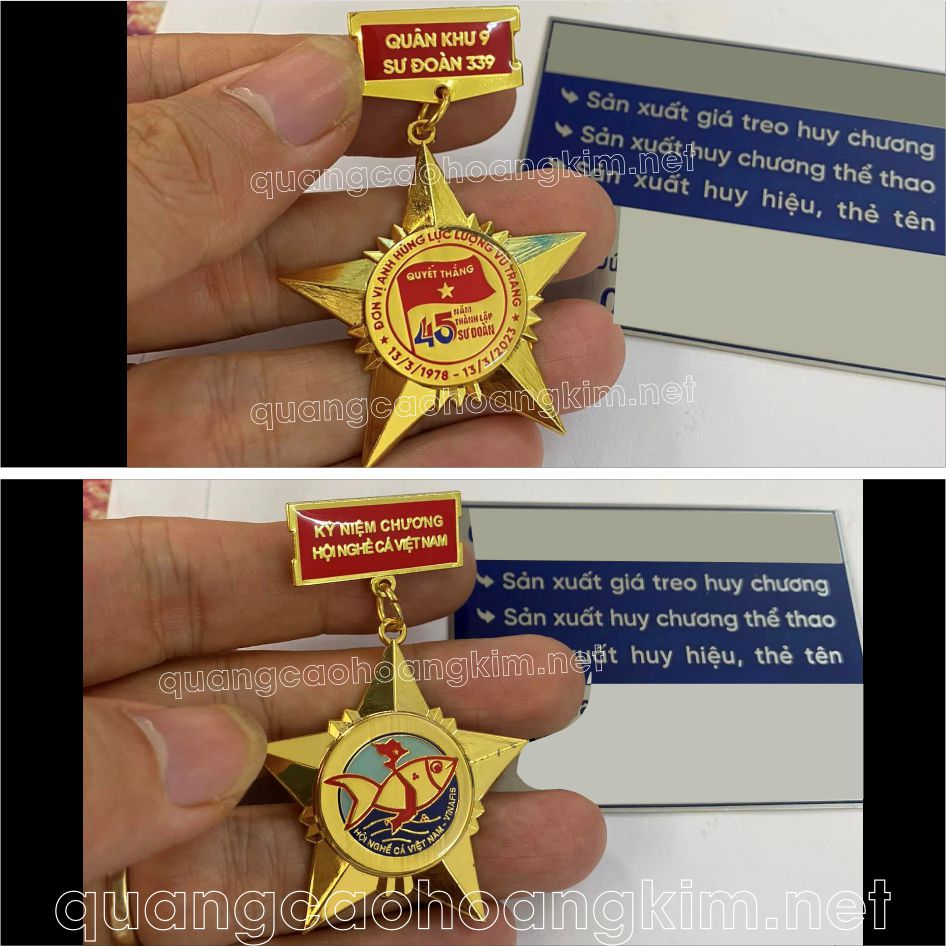 QUÂN KHU 9
SƯ ĐOÀN 339
Sản xuất giá treo huy chương
Sản xuất huy chương thể thao
xuất huy hiệu, thẻ tên
quangcaohoangkim.net
ĐƠN VỊ ANH HÙNG LỰC LƯỢNG VŨ TRANG
QUYẾT THẮNG
45 NĂM
THÀNH LẬP
SƯ ĐOÀN
13/3/1978 - 13/3/2023
quangcaohoangkim.net
KỶ NIỆM CHƯƠNG
HỘI NGHỀ CÁ VIỆT NAM
Sản xuất giá treo huy chương
Sản xuất huy chương thể thao
huy hiệu, thẻ tên
quangcaohoangkim.net
HỘI NGHỀ CÁ VIỆT NAM - VINAFIS
quangcaohoangkim.net